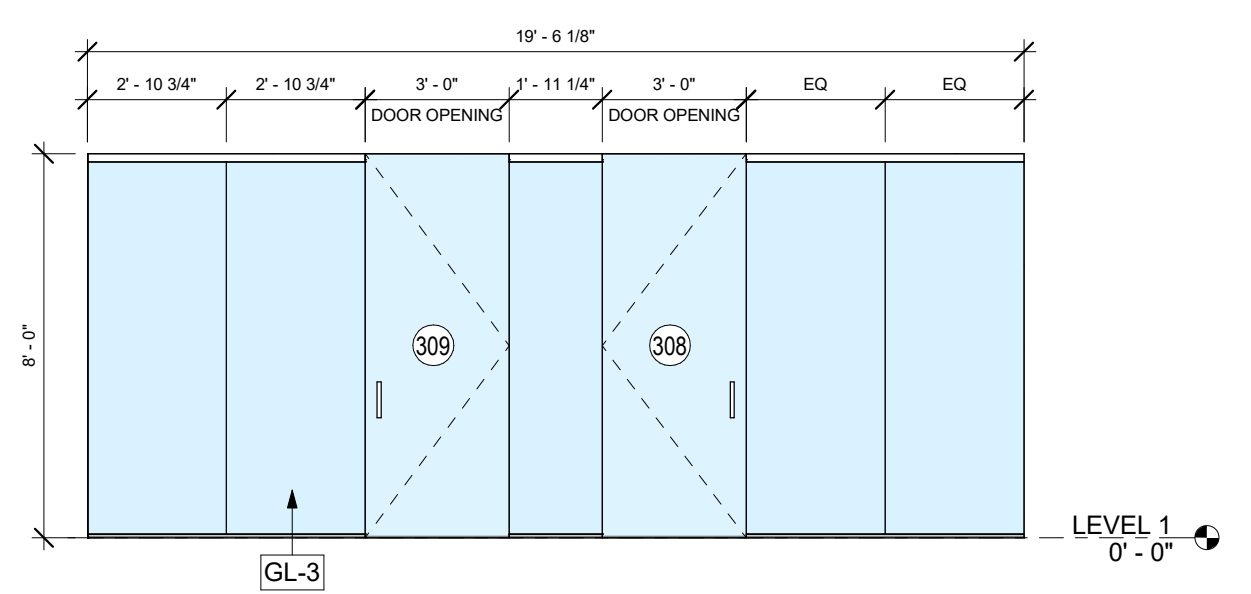 19' - 6 1/8"
2' - 10 3/4"
2' - 10 3/4"
3' - 0"
1' - 11 1/4"
3' - 0"
EQ
EQ
DOOR OPENING
DOOR OPENING
8' - 0"
309
308
LEVEL 1
0' - 0"
GL-3